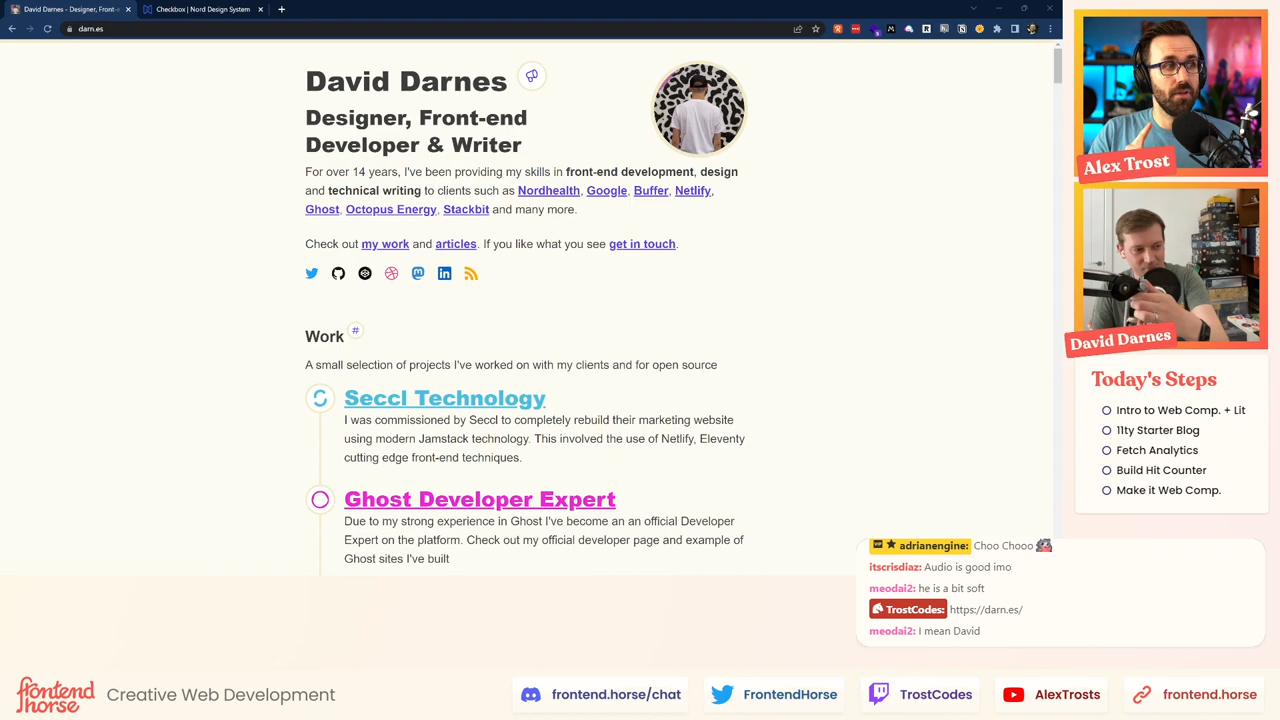 David Darnes - Designer, Front-e
Checkbox | Nord Design System
darn.es
David Darnes
Designer, Front-end
Developer & Writer
For over 14 years, I've been providing my skills in front-end development, design
and technical writing to clients such as Nordhealth, Google, Buffer, Netlify,
Ghost, Octopus Energy, Stackbit and many more.
Check out my work and articles. If you like what you see get in touch.
Work #
A small selection of projects I've worked on with my clients and for open source
Seccl Technology
I was commissioned by Seccl to completely rebuild their marketing website
using modern Jamstack technology. This involved the use of Netlify, Eleventy
cutting edge front-end techniques.
Ghost Developer Expert
Due to my strong experience in Ghost I've become an an official Developer
Expert on the platform. Check out my official developer page and example of
Ghost sites I've built
Alex Trost
David Darnes
Today's Steps
Intro to Web Comp. + Lit
11ty Starter Blog
Fetch Analytics
Build Hit Counter
Make it Web Comp.
adrianengine: Choo Chooo
itscrisdiaz: Audio is good imo
meodai2: he is a bit soft
TrostCodes: https://darn.es/
meodai2: I mean David
frontend
horse
Creative Web Development
frontend.horse/chat
FrontendHorse
TrostCodes
AlexTrosts
frontend.horse